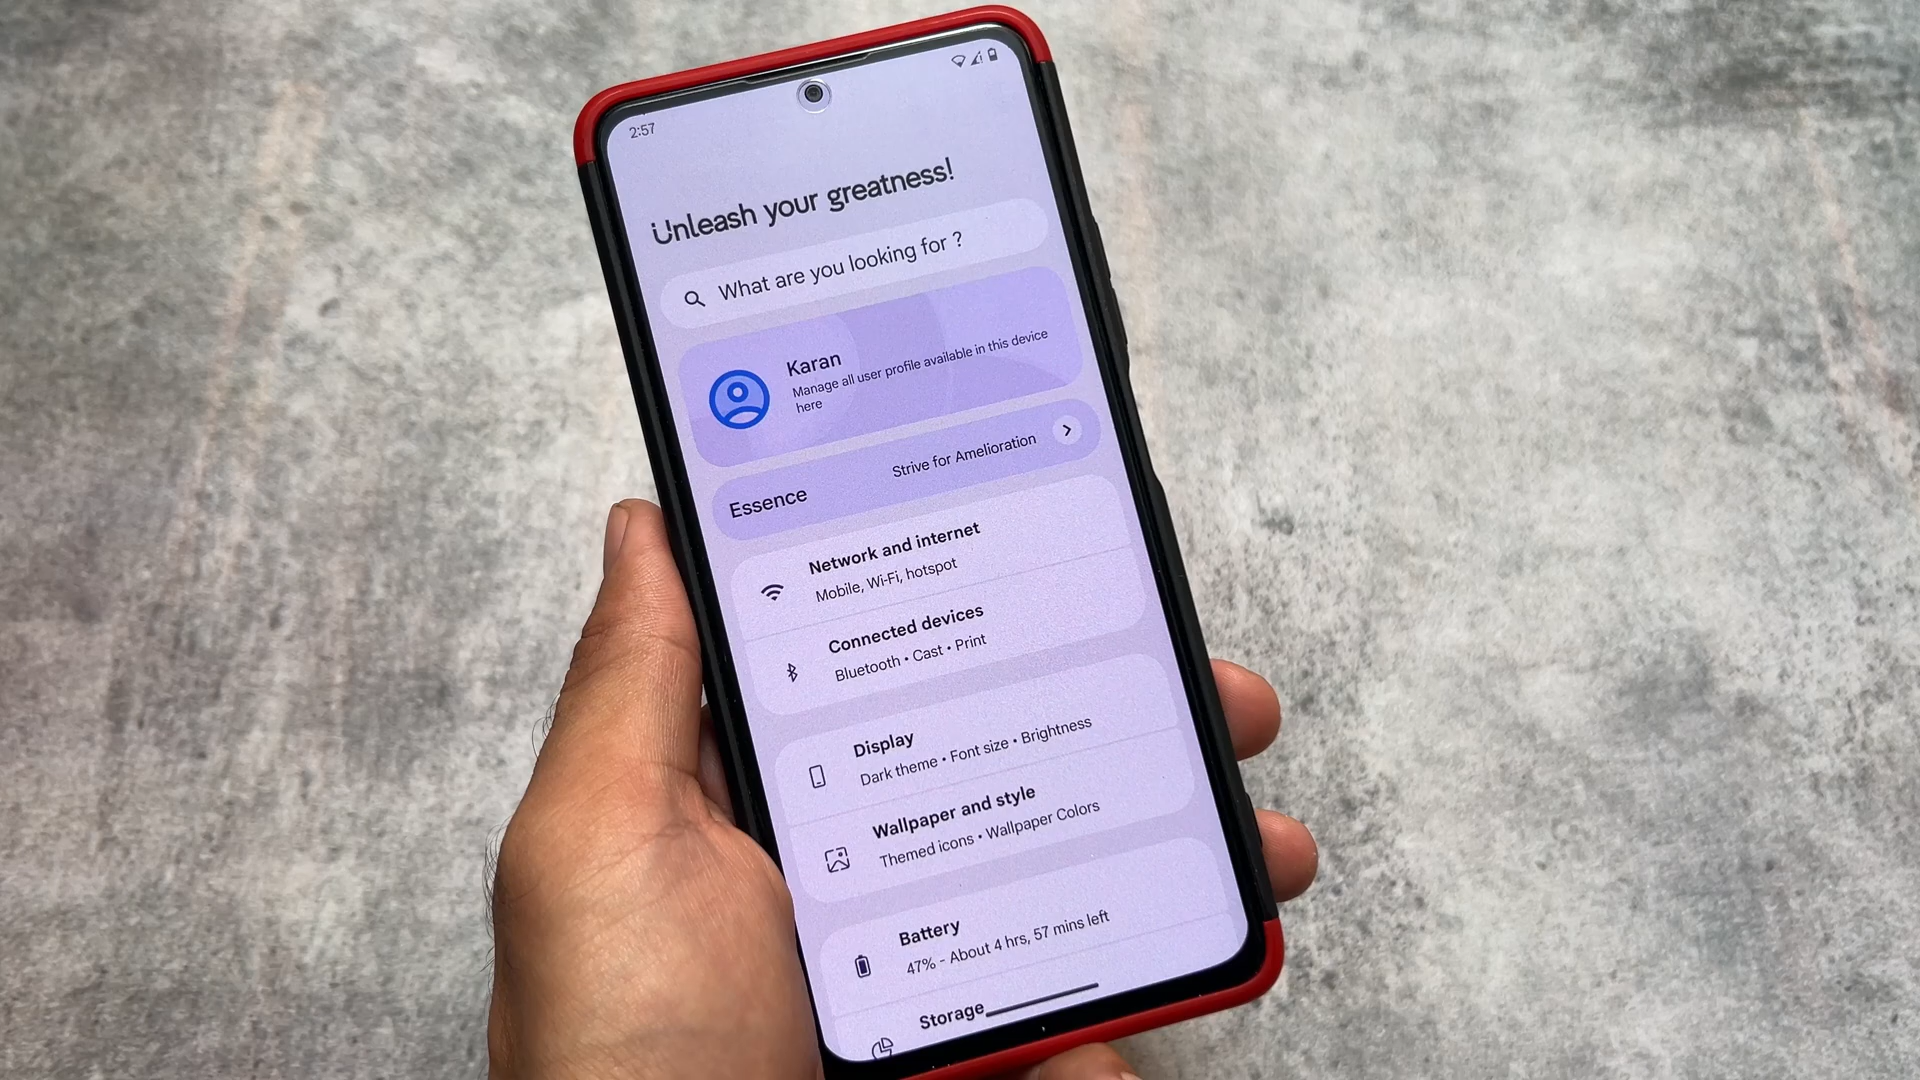 2:57
Unleash your greatness!
What are you looking for ?
Karan
Manage all user profile available in this device
here
Essence
Strive for Amelioration
Network and internet
Mobile, Wi-Fi, hotspot
Connected devices
Bluetooth • Cast • Print
Display
Dark theme • Font size • Brightness
Wallpaper and style
Themed icons • Wallpaper Colors
Battery
47% - About 4 hrs, 57 mins left
Storage